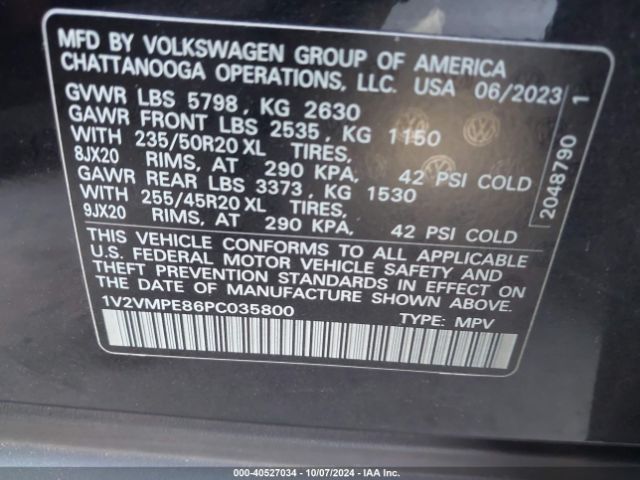 MFD BY VOLKSWAGEN GROUP OF AMERICA
CHATTANOOGA OPERATIONS, LLC. USA 06/2023
GVWR LBS 5798, KG 2630
GAWR FRONT LBS 2535, KG 1150
WITH 235/50R20 XL TIRES,
8JX20 RIMS, AT 290 KPA, 42 PSI COLD
GAWR REAR LBS 3373, KG 1530
WITH 255/45R20 XL TIRES,
9JX20 RIMS, AT 290 KPA, 42 PSI COLD
THIS VEHICLE CONFORMS TO ALL APPLICABLE
U.S. FEDERAL MOTOR VEHICLE SAFETY AND
THEFT PREVENTION STANDARDS IN EFFECT ON
THE DATE OF MANUFACTURE SHOWN ABOVE.
1V2VMPE86PC035800 TYPE: MPV
2048790 1
000-40527034 - 10/07/2024 - IAA Inc.